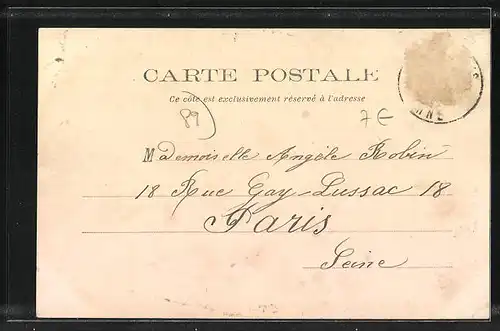 CARTE POSTALE
Ce côté est exclusivement réservé à l'adresse
89
7€
Mademoiselle Angèle Robin
18 Rue Gay-Lussac 18
Paris
Seine